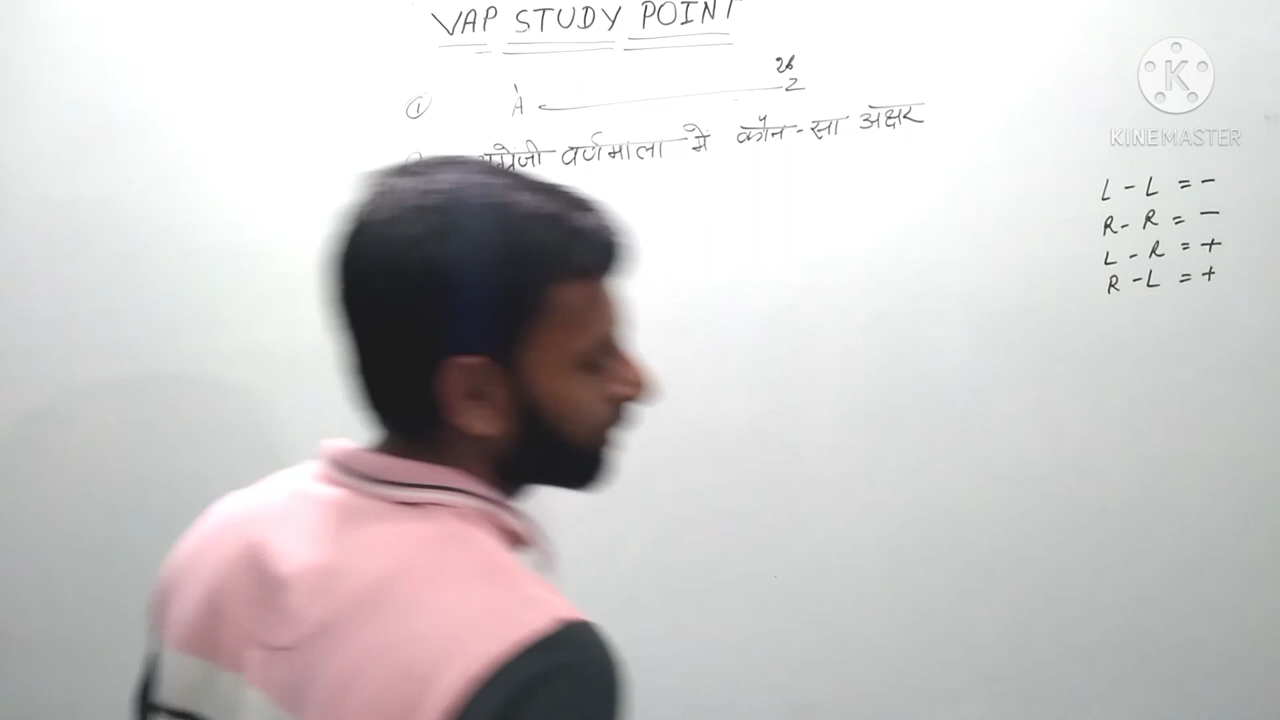 VAP STUDY POINT
① A 26 Z
वर्णमाला में कौन-सा अक्षर
KINEMASTER
L - L = -
R - R = -
L - R = +
R - L = +